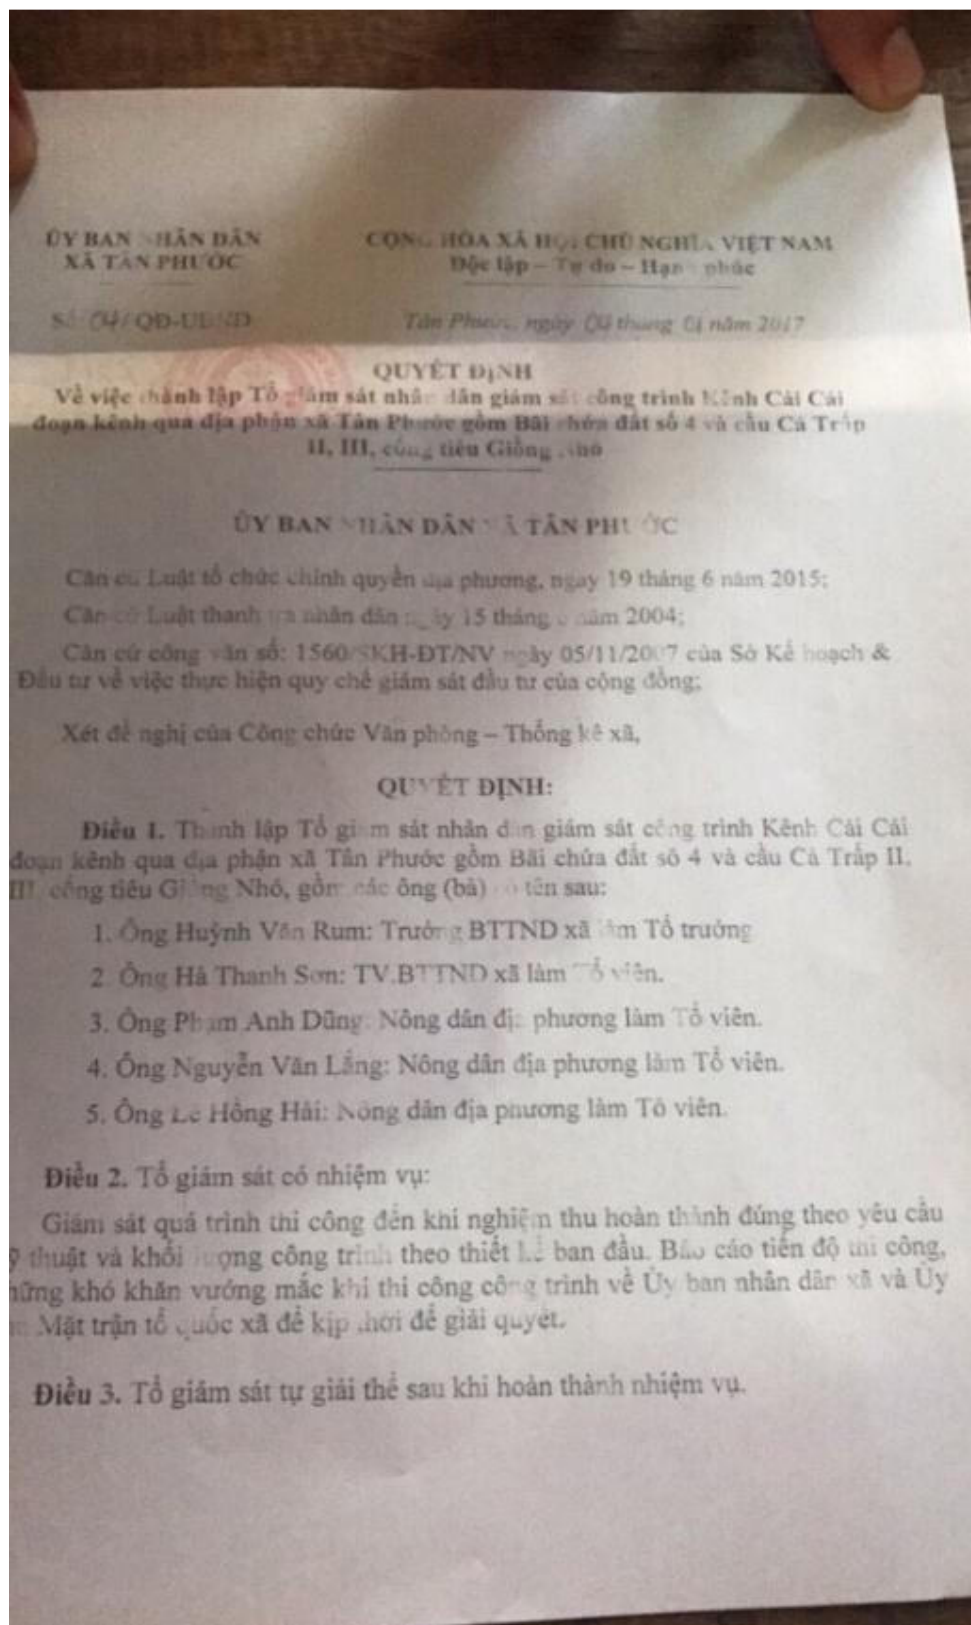 ỦY BAN NHÂN DÂN
XÃ TÂN PHƯỚC
CỘNG HÒA XÃ HỘI CHỦ NGHĨA VIỆT NAM
Độc lập – Tự do – Hạnh phúc
Số: 04/QĐ-UBND
Tân Phước, ngày 04 tháng 01 năm 2017
QUYẾT ĐỊNH
Về việc thành lập Tổ giám sát nhân dân giám sát công trình Kênh Cái Cái
đoạn kênh qua địa phận xã Tân Phước gồm Bãi chứa đất số 4 và cầu Cà Trấp
II, III, cống tiêu Giồng Nhỏ
ỦY BAN NHÂN DÂN XÃ TÂN PHƯỚC
Căn cứ Luật tổ chức chính quyền địa phương, ngày 19 tháng 6 năm 2015;
Căn cứ Luật thanh tra nhân dân ngày 15 tháng năm 2004;
Căn cứ công văn số: 1560/SKH-ĐT/NV ngày 05/11/2007 của Sở Kế hoạch &
Đầu tư về việc thực hiện quy chế giám sát đầu tư của cộng đồng;
Xét đề nghị của Công chức Văn phòng – Thống kê xã,
QUYẾT ĐỊNH:
Điều 1. Thành lập Tổ giám sát nhân dân giám sát công trình Kênh Cái Cái
đoạn kênh qua địa phận xã Tân Phước gồm Bãi chứa đất số 4 và cầu Cà Trấp II,
III, cống tiêu Giồng Nhỏ, gồm các ông (bà) có tên sau:
1. Ông Huỳnh Văn Rum: Trưởng BTTND xã làm Tổ trưởng
2. Ông Hà Thanh Sơn: TV.BTTND xã làm Tổ viên.
3. Ông Phạm Anh Dũng: Nông dân địa phương làm Tổ viên.
4. Ông Nguyễn Văn Lắng: Nông dân địa phương làm Tổ viên.
5. Ông Lê Hồng Hải: Nông dân địa phương làm Tổ viên.
Điều 2. Tổ giám sát có nhiệm vụ:
Giám sát quá trình thi công đến khi nghiệm thu hoàn thành đúng theo yêu cầu
thuật và khối lượng công trình theo thiết kế ban đầu. Báo cáo tiến độ thi công,
những khó khăn vướng mắc khi thi công công trình về Ủy ban nhân dân xã và Ủy
Mặt trận tổ quốc xã để kịp thời để giải quyết.
Điều 3. Tổ giám sát tự giải thể sau khi hoàn thành nhiệm vụ.